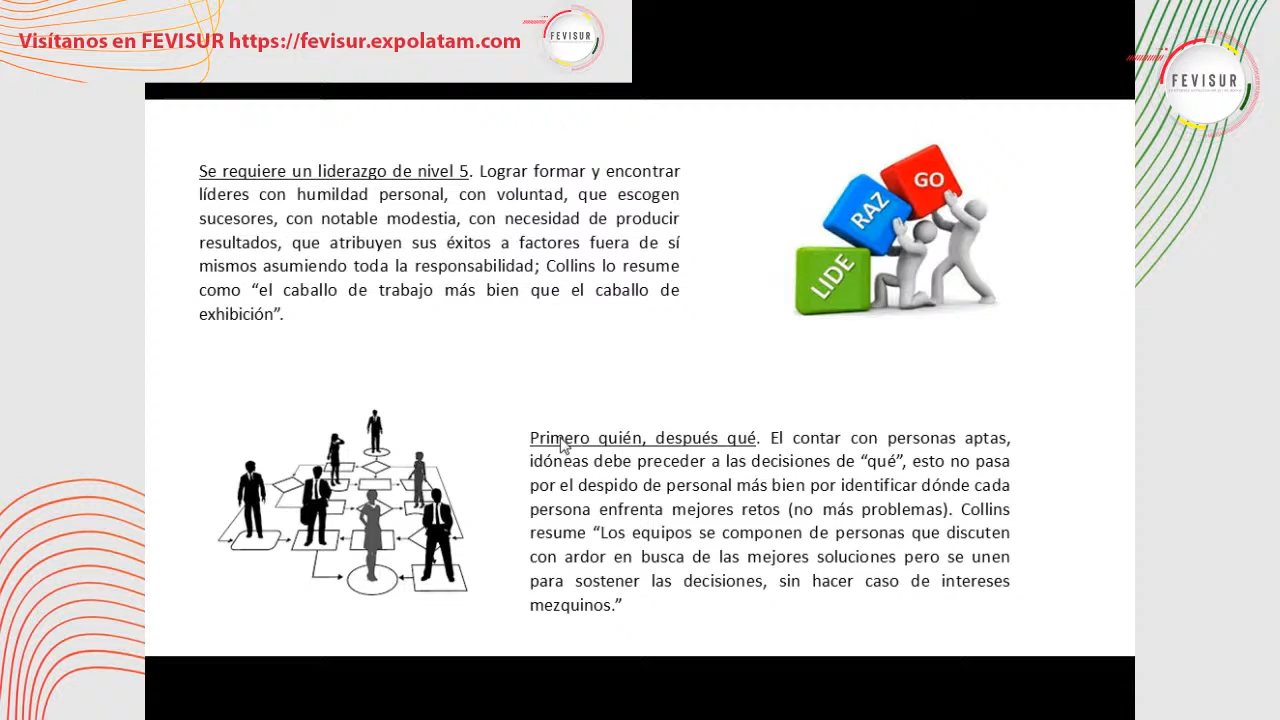 Visítanos en FEVISUR https://fevisur.expolatam.com
FEVISUR
FEVISUR
Se requiere un liderazgo de nivel 5. Lograr formar y encontrar
líderes con humildad personal, con voluntad, que escogen
sucesores, con notable modestia, con necesidad de producir
resultados, que atribuyen sus éxitos a factores fuera de sí
mismos asumiendo toda la responsabilidad; Collins lo resume
como “el caballo de trabajo más bien que el caballo de
exhibición”.
GO
RAZ
LIDE
Primero quién, después qué. El contar con personas aptas,
idóneas debe preceder a las decisiones de “qué”, esto no pasa
por el despido de personal más bien por identificar dónde cada
persona enfrenta mejores retos (no más problemas). Collins
resume “Los equipos se componen de personas que discuten
con ardor en busca de las mejores soluciones pero se unen
para sostener las decisiones, sin hacer caso de intereses
mezquinos.”